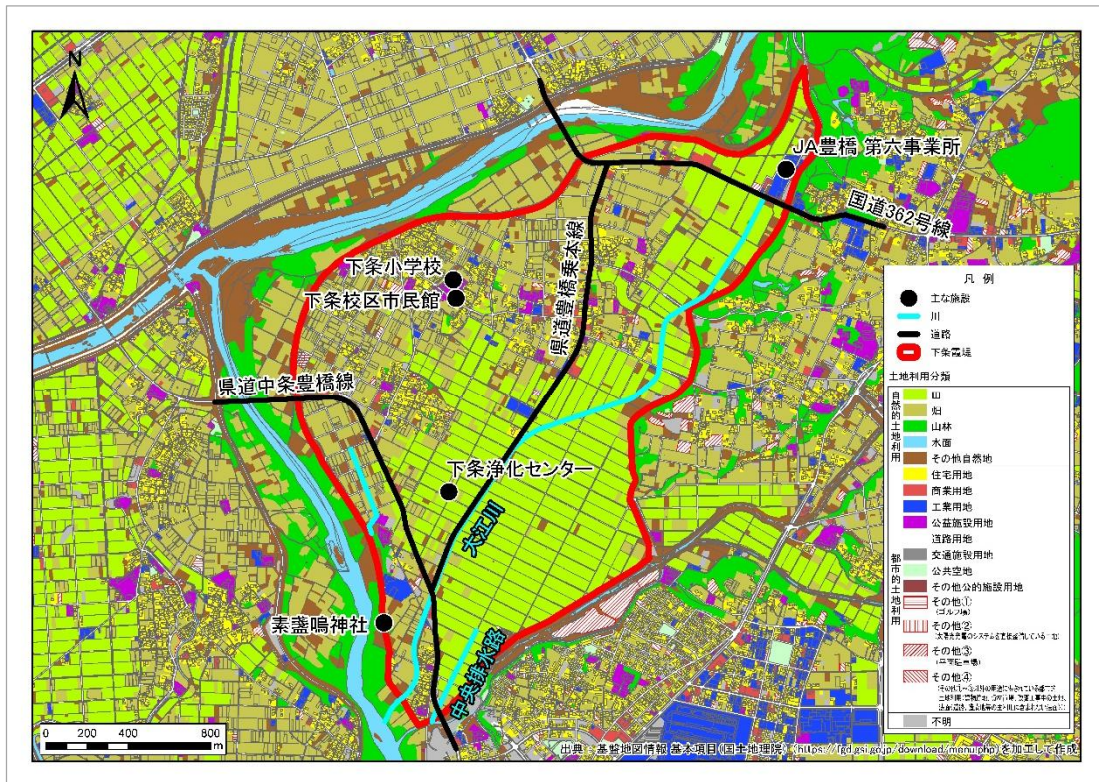 N
JA豊橋 第六事業所
国道362号線
下条小学校
下条校区市民館
県道豊橋乗本線
県道中条豊橋線
下条浄化センター
大江川
素盞鳴神社
中央排水路
凡 例
主な施設
川
道路
下条霞堤
土地利用分類
自然的土地利用
田
畑
山林
水面
その他自然地
都市的土地利用
住宅用地
商業用地
工業用地
公益施設用地
道路用地
交通施設用地
公共空地
その他公的施設用地
その他①
(ゴルフ場)
その他②
その他③
(平面駐車場)
その他④
不明
0 200 400 800
m
出典:基盤地図情報 基本項目(国土地理院)(https://fgd.gsi.go.jp/download/menu.php)を加工して作成